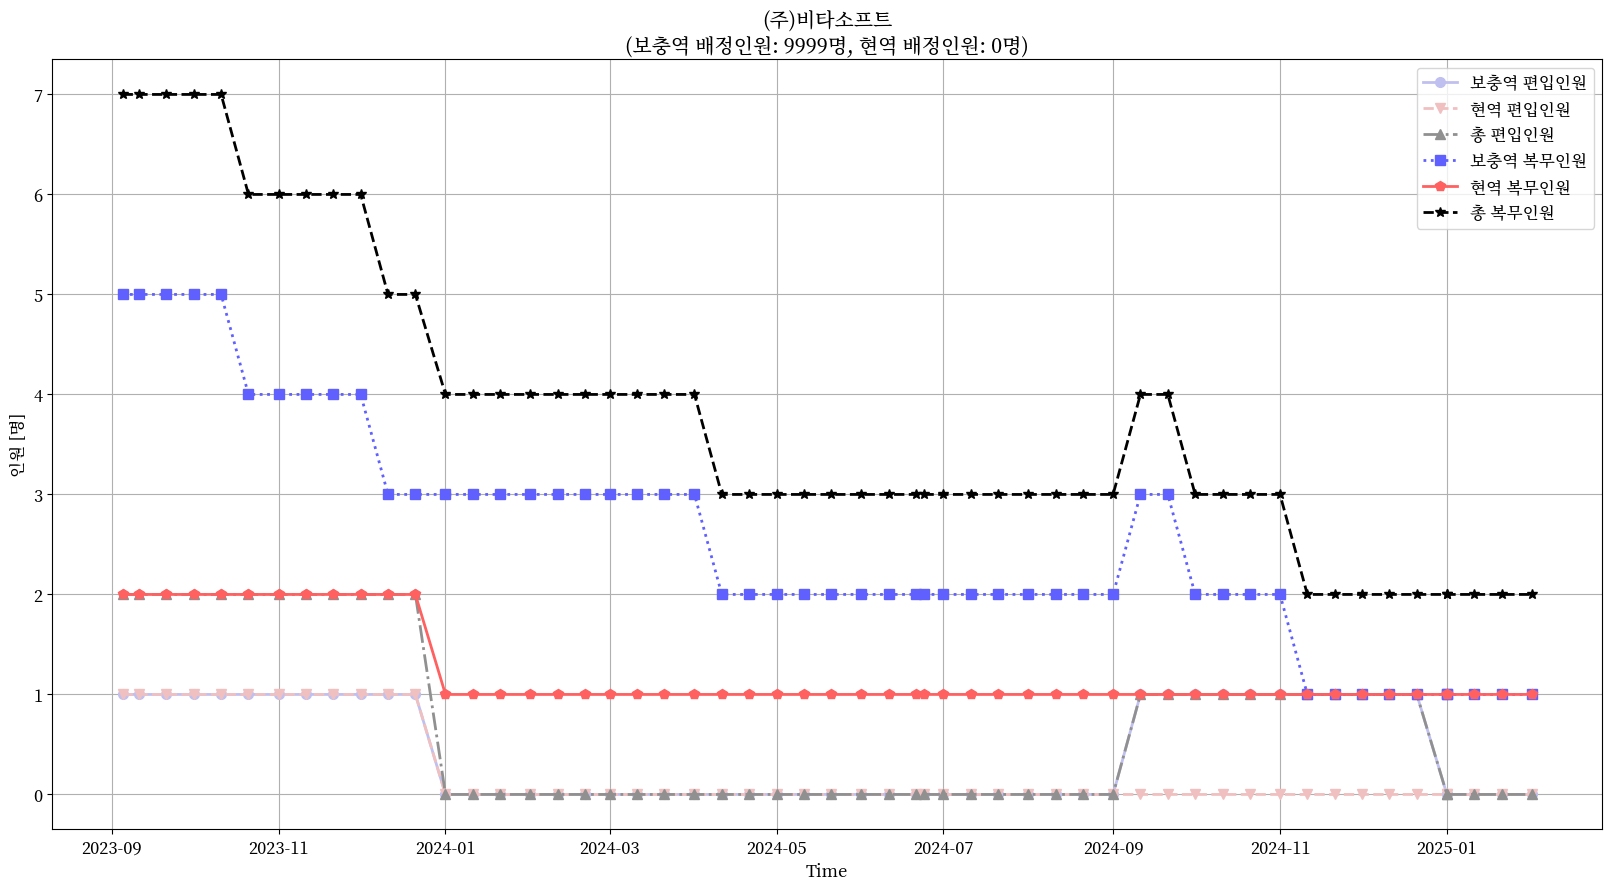 (주)비타소프트
(보충역 배정인원: 9999명, 현역 배정인원: 0명)
보충역 편입인원
현역 편입인원
총 편입인원
보충역 복무인원
현역 복무인원
총 복무인원
인원 [명]
7
6
5
4
3
2
1
0
2023-09
2023-11
2024-01
2024-03
2024-05
2024-07
2024-09
2024-11
2025-01
Time